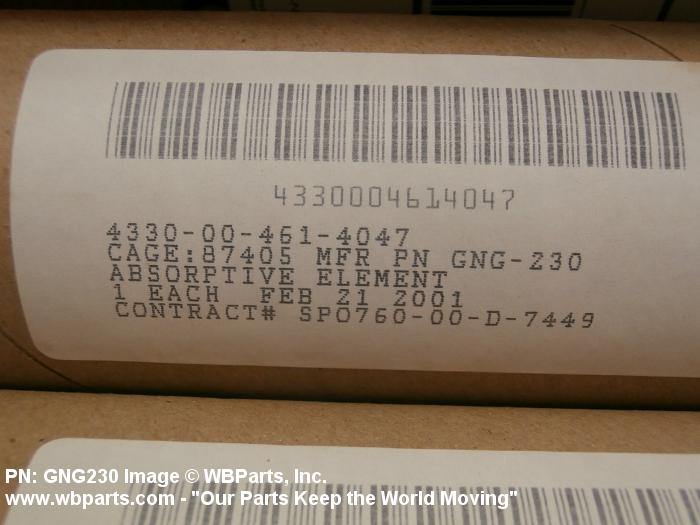 4330004614047
4330-00-461-4047
CAGE:87405 MFR PN GNG-230
ABSORPTIVE ELEMENT
1 EACH FEB 21 2001
CONTRACT# SPO760-00-D-7449
PN: GNG230 Image © WBParts, Inc.
www.wbparts.com - "Our Parts Keep the World Moving"